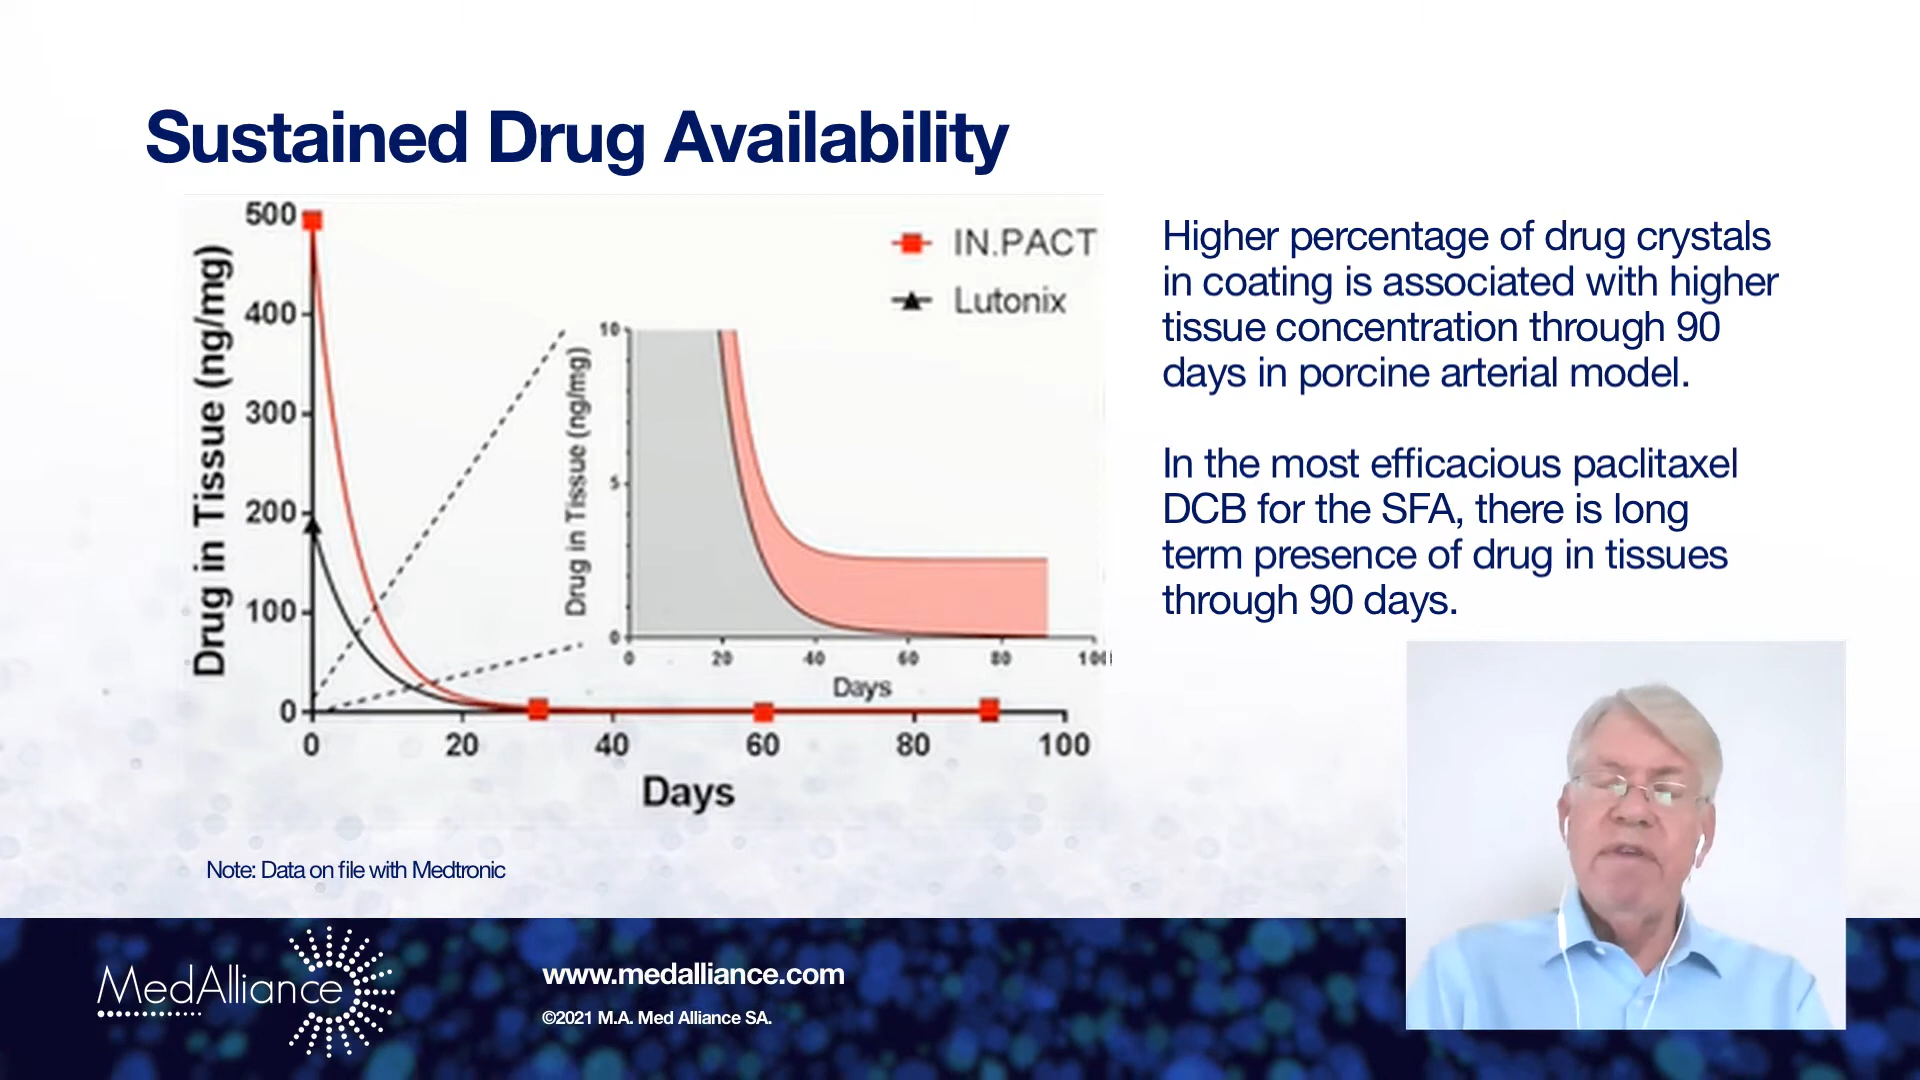 Sustained Drug Availability
500
400
300
200
100
0
Drug in Tissue (ng/mg)
0 20 40 60 80 100
Days
IN.PACT
Lutonix
10
5
0
Drug in Tissue (ng/mg)
0 20 40 60 80 100
Days
Higher percentage of drug crystals
in coating is associated with higher
tissue concentration through 90
days in porcine arterial model.
In the most efficacious paclitaxel
DCB for the SFA, there is long
term presence of drug in tissues
through 90 days.
Note: Data on file with Medtronic
MedAlliance
www.medalliance.com
©2021 M.A. Med Alliance SA.